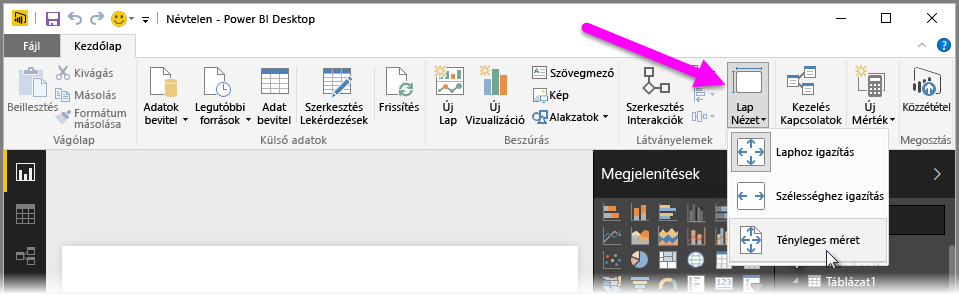 Névtelen - Power BI Desktop
Fájl
Kezdőlap
Beillesztés
Kivágás
Másolás
Formátum
másolása
Vágólap
Adatok
bevitel
Legutóbbi
források
Adat
bevitel
Szerkesztés
Lekérdezések
Frissítés
Külső adatok
Új
Lap
Új
Vizualizáció
Szövegmező
Kép
Alakzatok
Beszúrás
Szerkesztés
Interakciók
Látványelemek
Lap
Nézet
Kezelés
Kapcsolatok
Új
Mérték
Közzététel
Megosztás
Laphoz igazítás
Szélességhez igazítás
Tényleges méret
Megjelenítések
Táblázat1